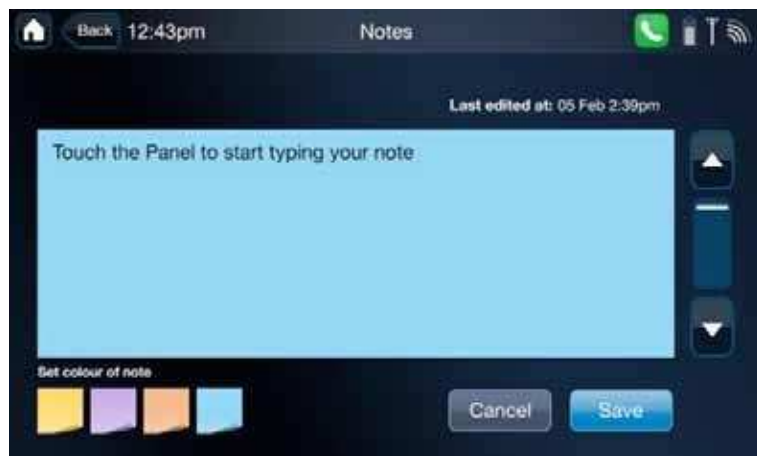 Back 12:43pm Notes
Last edited at: 05 Feb 2:39pm
Touch the Panel to start typing your note
Set colour of note
Cancel Save